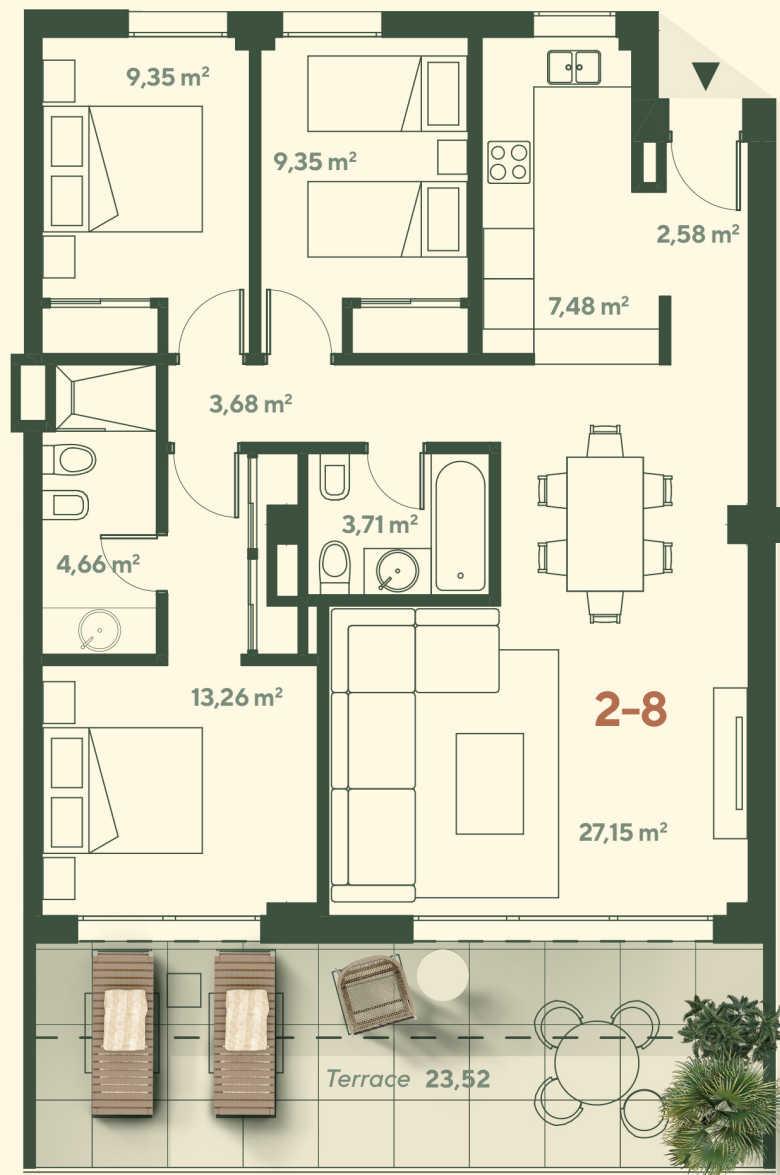 9,35 m²
9,35 m²
2,58 m²
7,48 m²
3,68 m²
3,71 m²
4,66 m²
13,26 m²
2-8
27,15 m²
Terrace 23,52